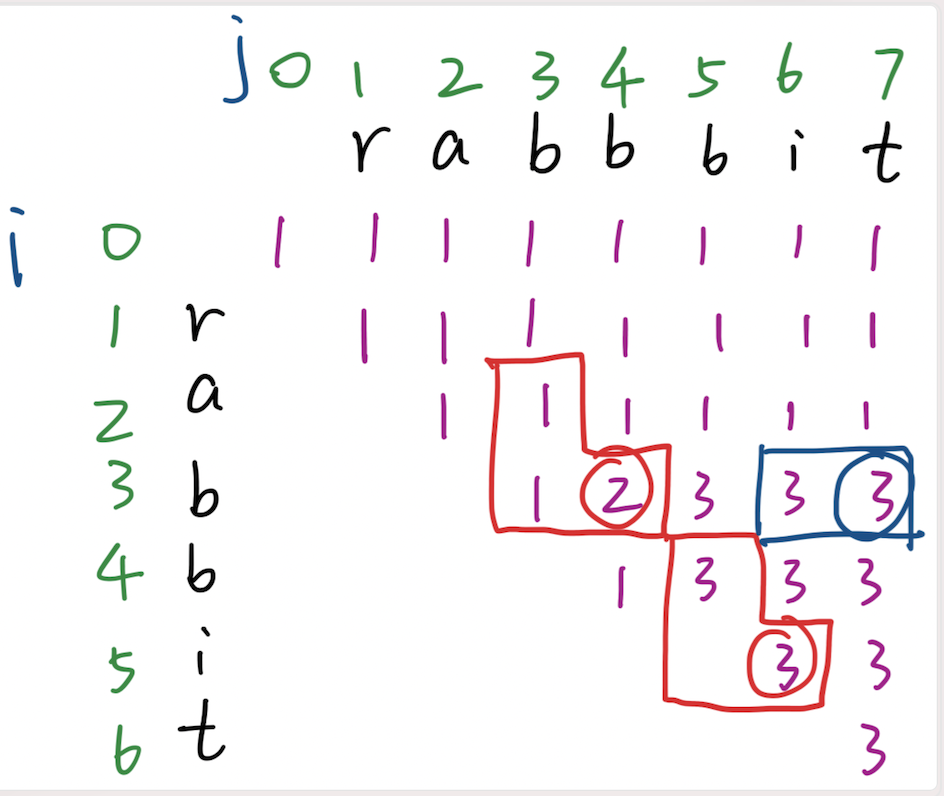 j 0 1 2 3 4 5 6 7
r a b b b i t
i 0 1 1 1 1 1 1 1 1
1 r 1 1 1 1 1 1 1
2 a 1 1 1 1 1 1
3 b 1 2 3 3 3
4 b 1 3 3 3
5 i 3 3
6 t 3